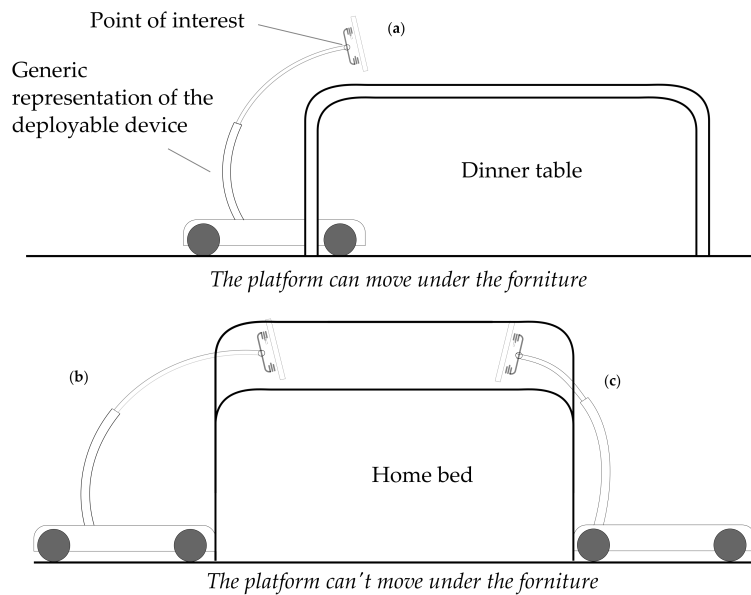 Point of interest
(a)
Generic
representation of the
deployable device
Dinner table
The platform can move under the forniture
(b)
(c)
Home bed
The platform can't move under the forniture